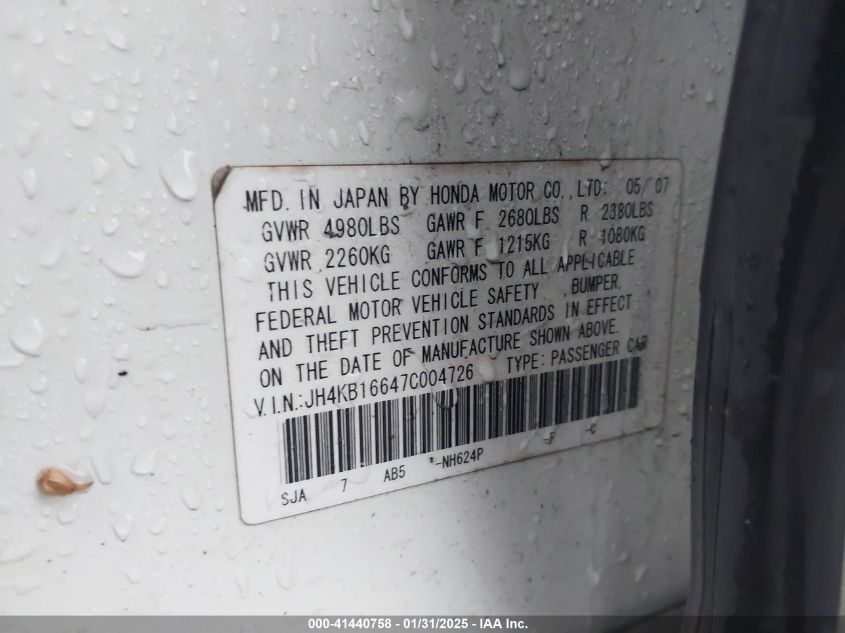 MFD. IN JAPAN BY HONDA MOTOR CO., LTD: 05/07
GVWR 4980LBS GAWR F 2680LBS R 2380LBS
GVWR 2260KG GAWR F 1215KG R 1080KG
THIS VEHICLE CONFORMS TO ALL APPLICABLE
FEDERAL MOTOR VEHICLE SAFETY ,BUMPER,
AND THEFT PREVENTION STANDARDS IN EFFECT
ON THE DATE OF MANUFACTURE SHOWN ABOVE.
V.I.N.:JH4KB16647C004726 TYPE: PASSENGER CAR
SJA 7 AB5 -NH624P -F -C
000-41440758 - 01/31/2025 - IAA Inc.